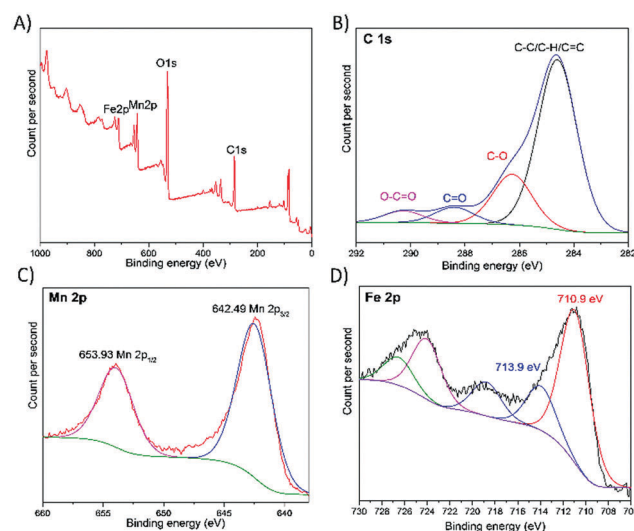 A)
O1s
Fe2p
Mn2p
C1s
Count per second
1000 800 600 400 200 0
Binding energy (eV)
B)
C 1s
C-C/C-H/C=C
C-O
O-C=O
C=O
Count per second
292 290 288 286 284 282
Binding energy (eV)
C)
Mn 2p
642.49 Mn 2p3/2
653.93 Mn 2p1/2
Count per second
660 655 650 645 640
Binding energy (eV)
D)
Fe 2p
710.9 eV
713.9 eV
Count per second
730 728 726 724 722 720 718 716 714 712 710 708
Binding energy (eV)